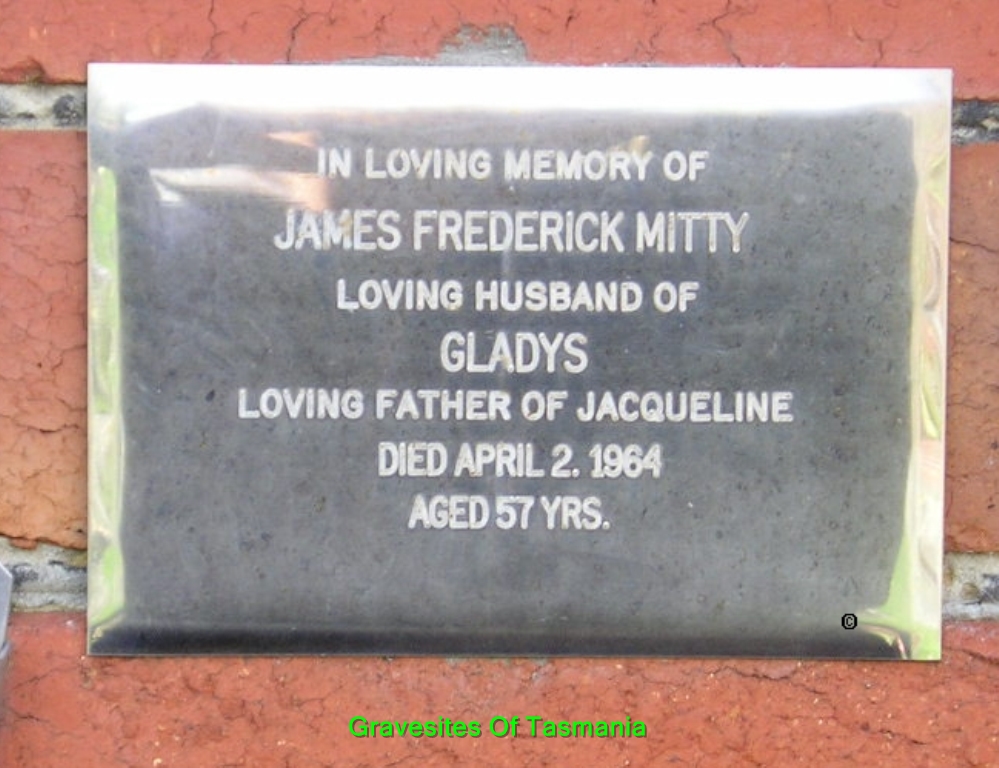 IN LOVING MEMORY OF
JAMES FREDERICK MITTY
LOVING HUSBAND OF
GLADYS
LOVING FATHER OF JACQUELINE
DIED APRIL 2. 1964
AGED 57 YRS.
©
Gravesites Of Tasmania